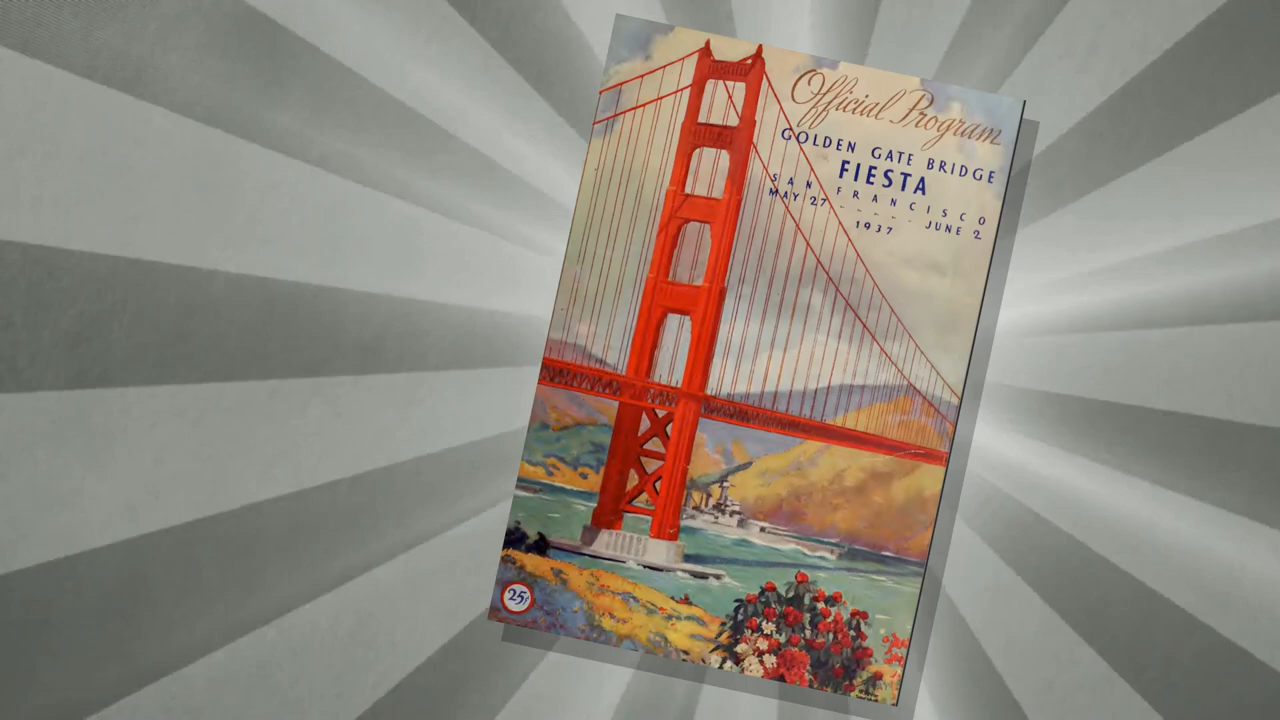 Official Program
GOLDEN GATE BRIDGE
FIESTA
SAN FRANCISCO
MAY 27 - - - - - JUNE 2
1937
25¢